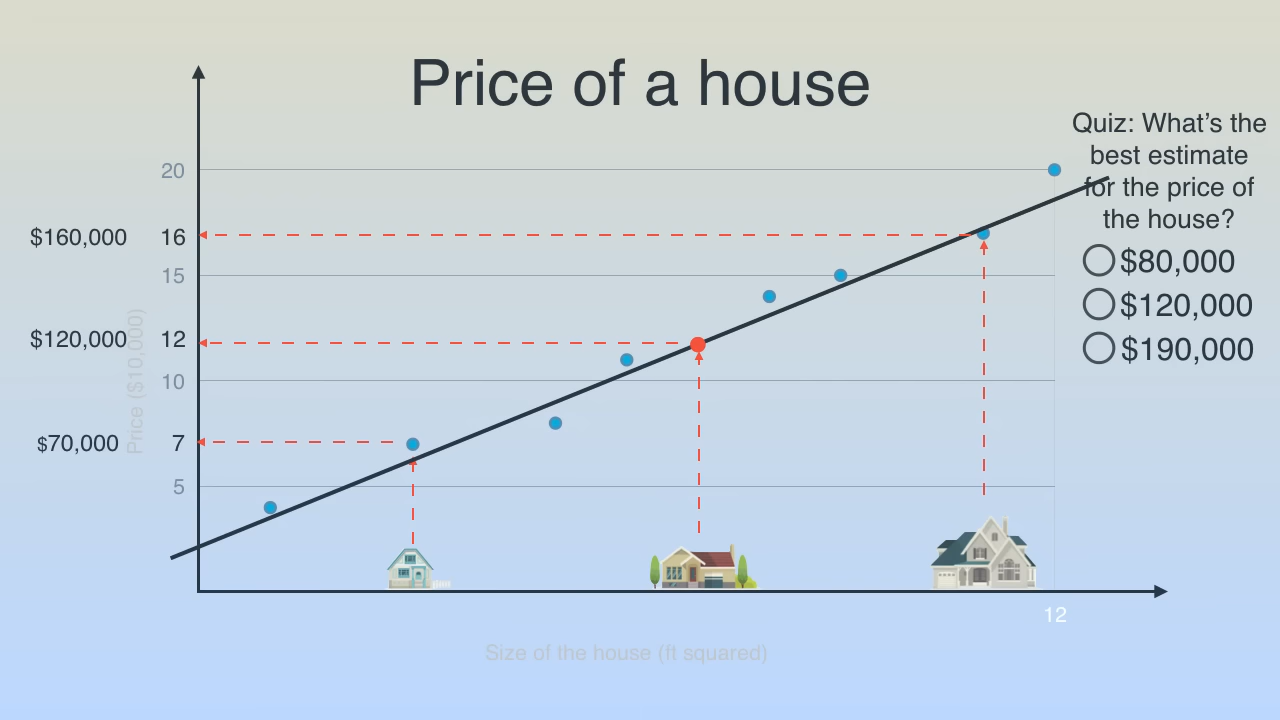 Price of a house
Quiz: What’s the
best estimate
for the price of
the house?
$80,000
$120,000
$190,000
20
$160,000 16
15
$120,000 12
Price ($10,000)
10
$70,000 7
5
12
Size of the house (ft squared)